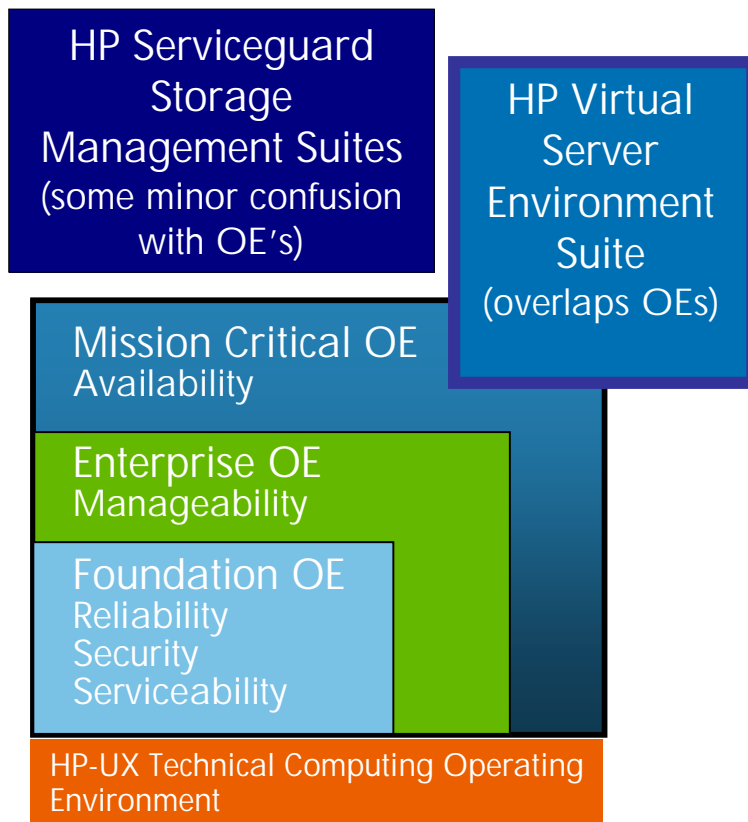 HP Serviceguard
Storage
Management Suites
(some minor confusion
with OE's)
HP Virtual
Server
Environment
Suite
(overlaps OEs)
Mission Critical OE
Availability
Enterprise OE
Manageability
Foundation OE
Reliability
Security
Serviceability
HP-UX Technical Computing Operating
Environment